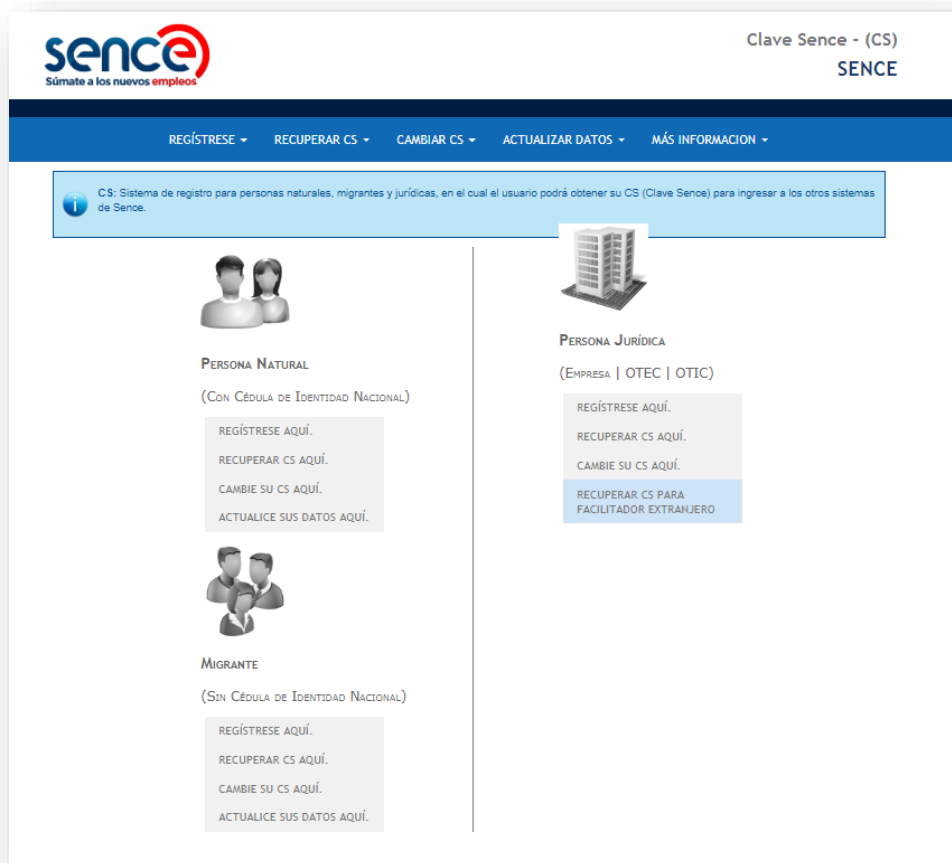 sence
Súmate a los nuevos empleos
Clave Sence - (CS)
SENCE
REGÍSTRESE
RECUPERAR CS
CAMBIAR CS
ACTUALIZAR DATOS
MÁS INFORMACION
CS: Sistema de registro para personas naturales, migrantes y jurídicas, en el cual el usuario podrá obtener su CS (Clave Sence) para ingresar a los otros sistemas
de Sence.
Persona Natural
(Con Cédula de Identidad Nacional)
REGÍSTRESE AQUÍ.
RECUPERAR CS AQUÍ.
CAMBIE SU CS AQUÍ.
ACTUALICE SUS DATOS AQUÍ.
Migrante
(Sin Cédula de Identidad Nacional)
REGÍSTRESE AQUÍ.
RECUPERAR CS AQUÍ.
CAMBIE SU CS AQUÍ.
ACTUALICE SUS DATOS AQUÍ.
Persona Jurídica
(Empresa | OTEC | OTIC)
REGÍSTRESE AQUÍ.
RECUPERAR CS AQUÍ.
CAMBIE SU CS AQUÍ.
RECUPERAR CS PARA
FACILITADOR EXTRANJERO